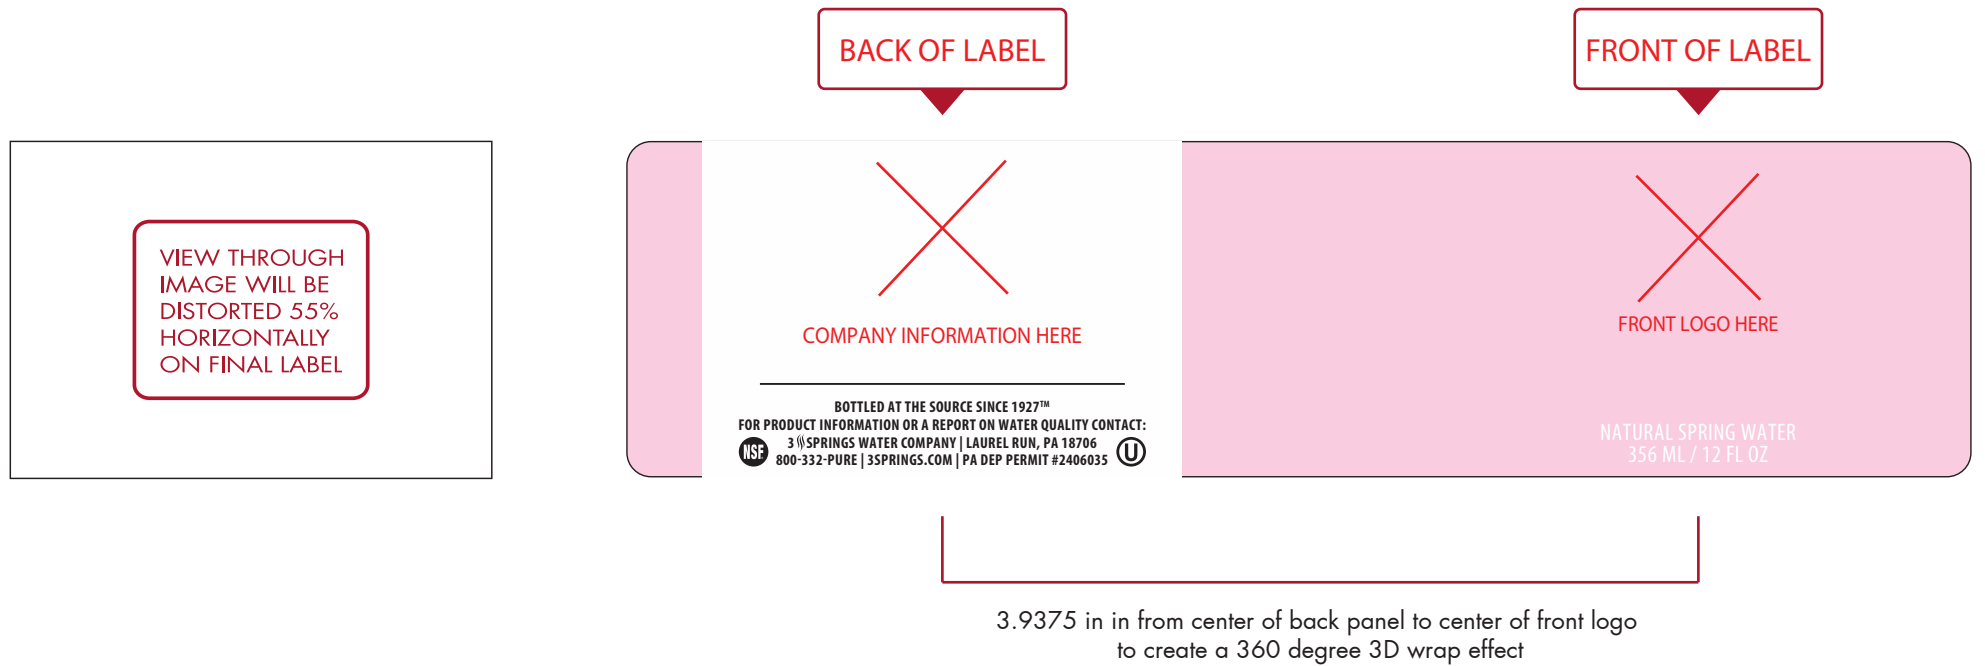 BACK OF LABEL
FRONT OF LABEL
VIEW THROUGH
IMAGE WILL BE
DISTORTED 55%
HORIZONTALLY
ON FINAL LABEL
COMPANY INFORMATION HERE
BOTTLED AT THE SOURCE SINCE 1927™
FOR PRODUCT INFORMATION OR A REPORT ON WATER QUALITY CONTACT:
3 SPRINGS WATER COMPANY | LAUREL RUN, PA 18706
800-332-PURE | 3SPRINGS.COM | PA DEP PERMIT #2406035
NSF
U
FRONT LOGO HERE
NATURAL SPRING WATER
356 ML / 12 FL OZ
3.9375 in in from center of back panel to center of front logo
to create a 360 degree 3D wrap effect